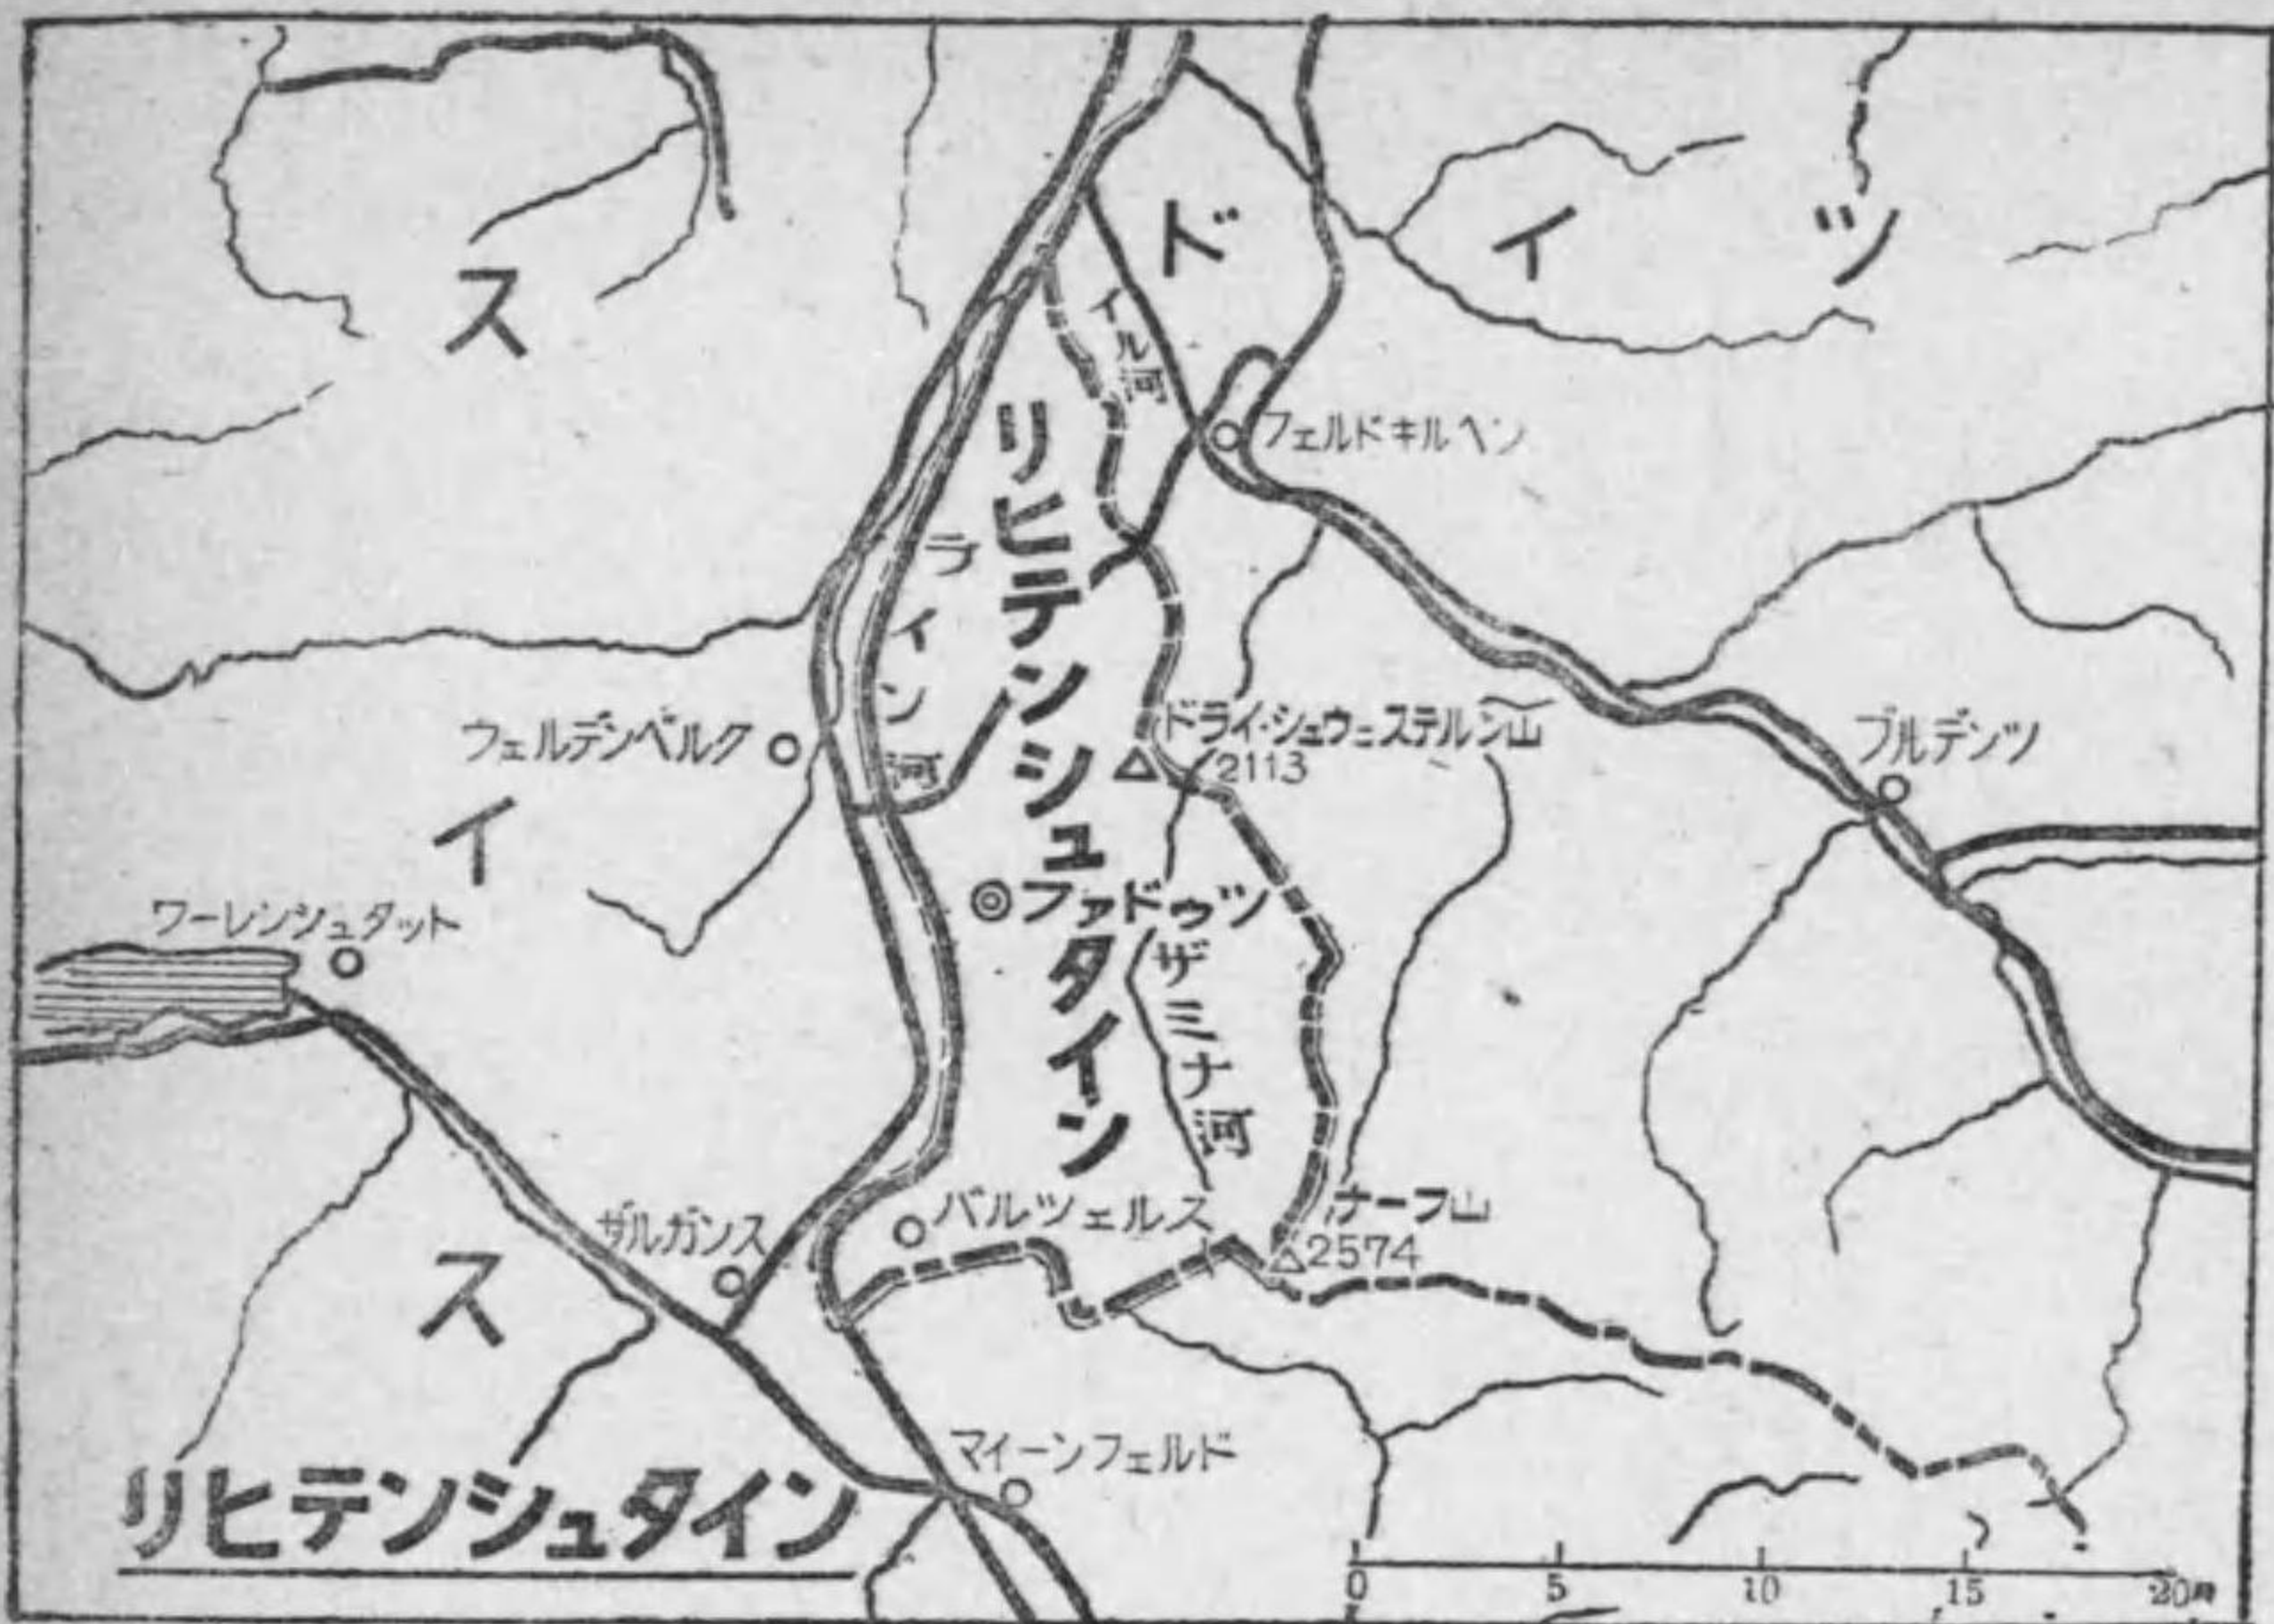 ドイツ
スイス
イル河
フェルドキルヘン
リヒテンシュタイン
ライン河
ドライ・シュウェステルン山
2113
ウェルデンベルク
ブルデンツ
ファドゥツ
ワーレンシュタット
ザミナ河
ナーフ山
2574
バルツェルス
ザルガンス
マイーンフェルド
リヒテンシュタイン
0 5 10 15 20